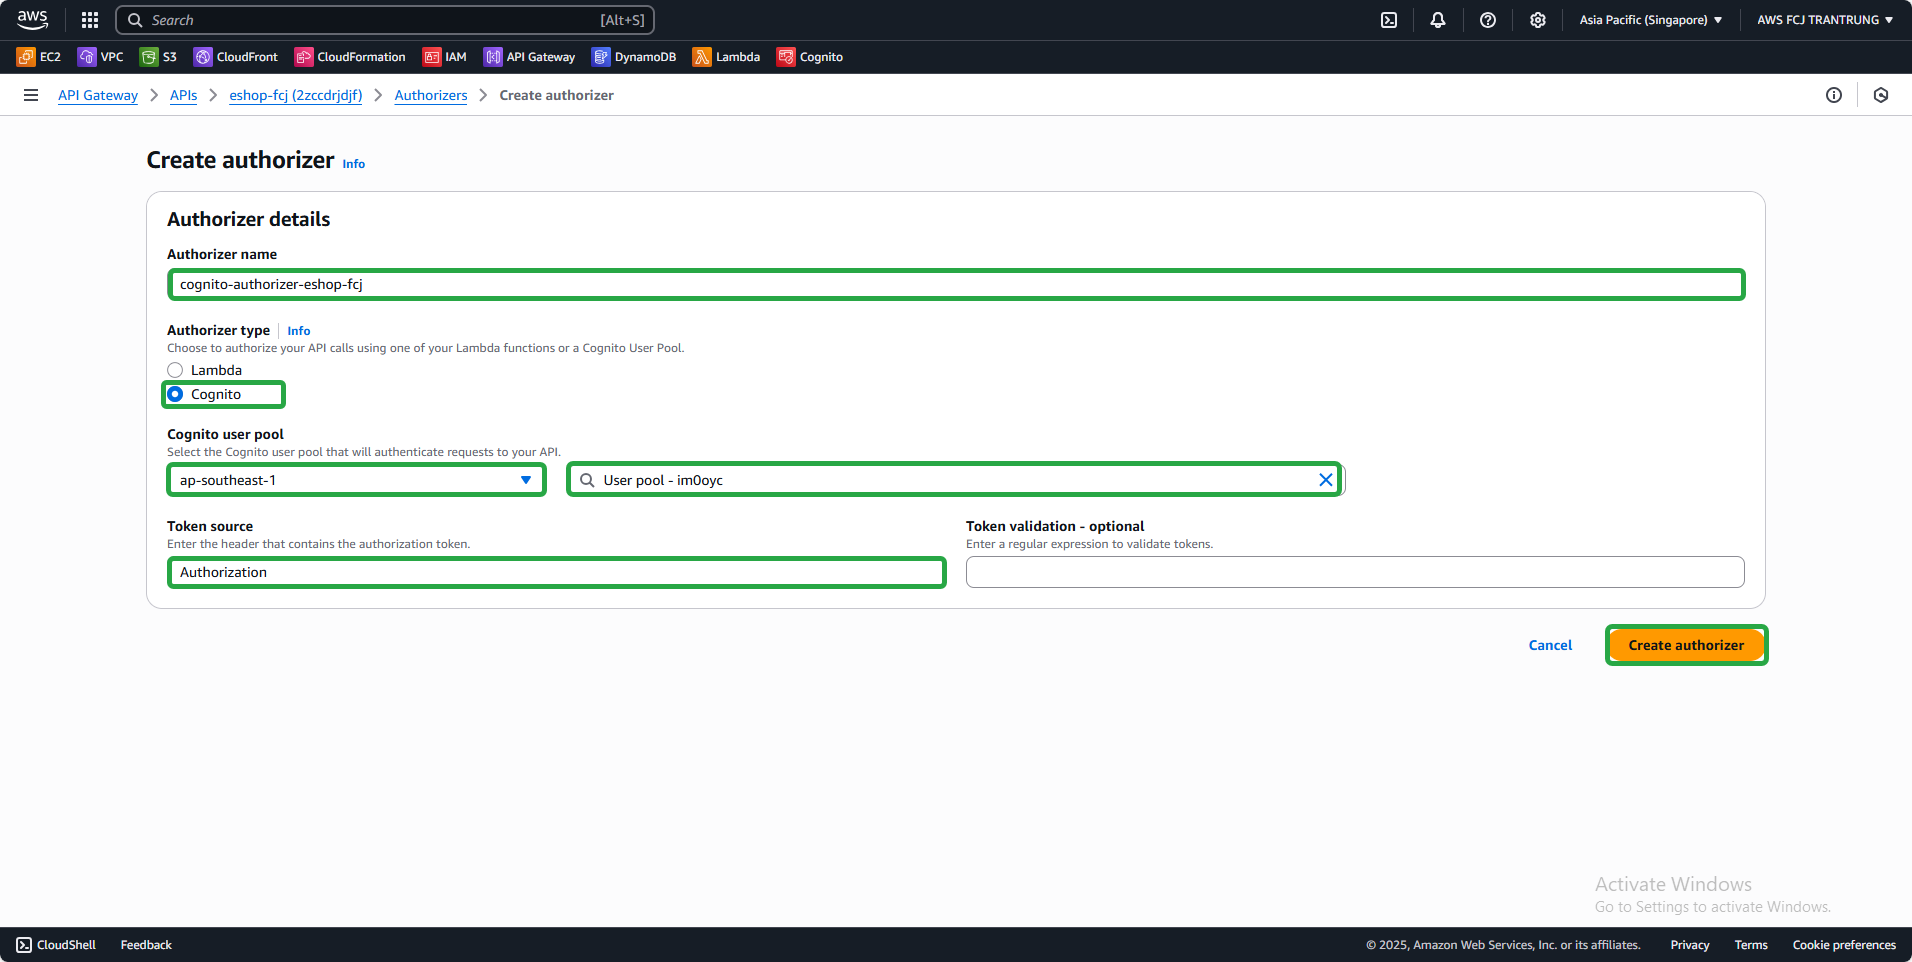 aws Search [Alt+S] Asia Pacific (Singapore) AWS FCJ TRANTRUNG
EC2 VPC S3 CloudFront CloudFormation IAM API Gateway DynamoDB Lambda Cognito
API Gateway APIs eshop-fcj (2zccdrjdjf) Authorizers Create authorizer
Create authorizer Info
Authorizer details
Authorizer name
cognito-authorizer-eshop-fcj
Authorizer type Info
Choose to authorize your API calls using one of your Lambda functions or a Cognito User Pool.
Lambda
Cognito
Cognito user pool
Select the Cognito user pool that will authenticate requests to your API.
ap-southeast-1 User pool - im0oyc
Token source Token validation - optional
Enter the header that contains the authorization token. Enter a regular expression to validate tokens.
Authorization
Cancel Create authorizer
Activate Windows
Go to Settings to activate Windows.
CloudShell Feedback © 2025, Amazon Web Services, Inc. or its affiliates. Privacy Terms Cookie preferences